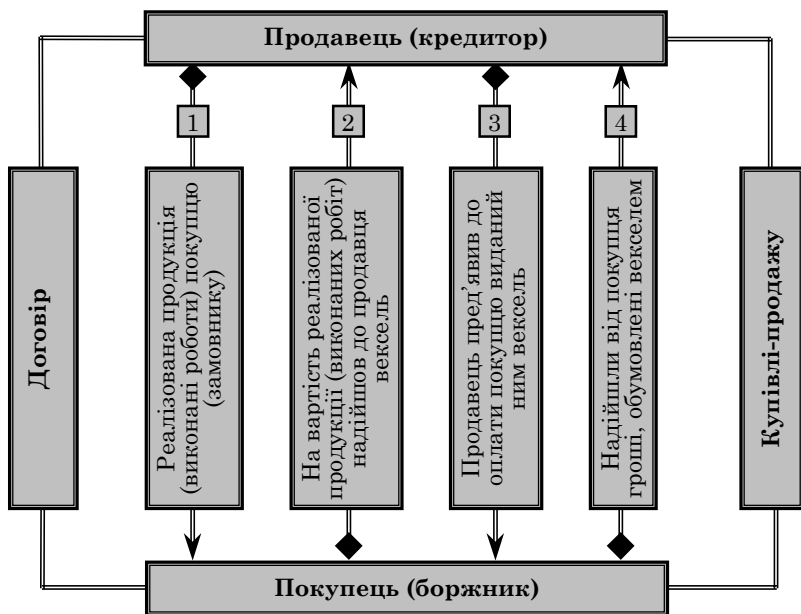 Продавець (кредитор)
1
2
3
4
Договір
Реалізована продукція
(виконані роботи) покупцю
(замовнику)
На вартість реалізованої
продукції (виконаних робіт)
надійшов до продавця
вексель
Продавець пред’явив до
оплати покупцю виданий
ним вексель
Надійшли від покупця
гроші, обумовлені векселем
Купівлі-продажу
Покупець (боржник)